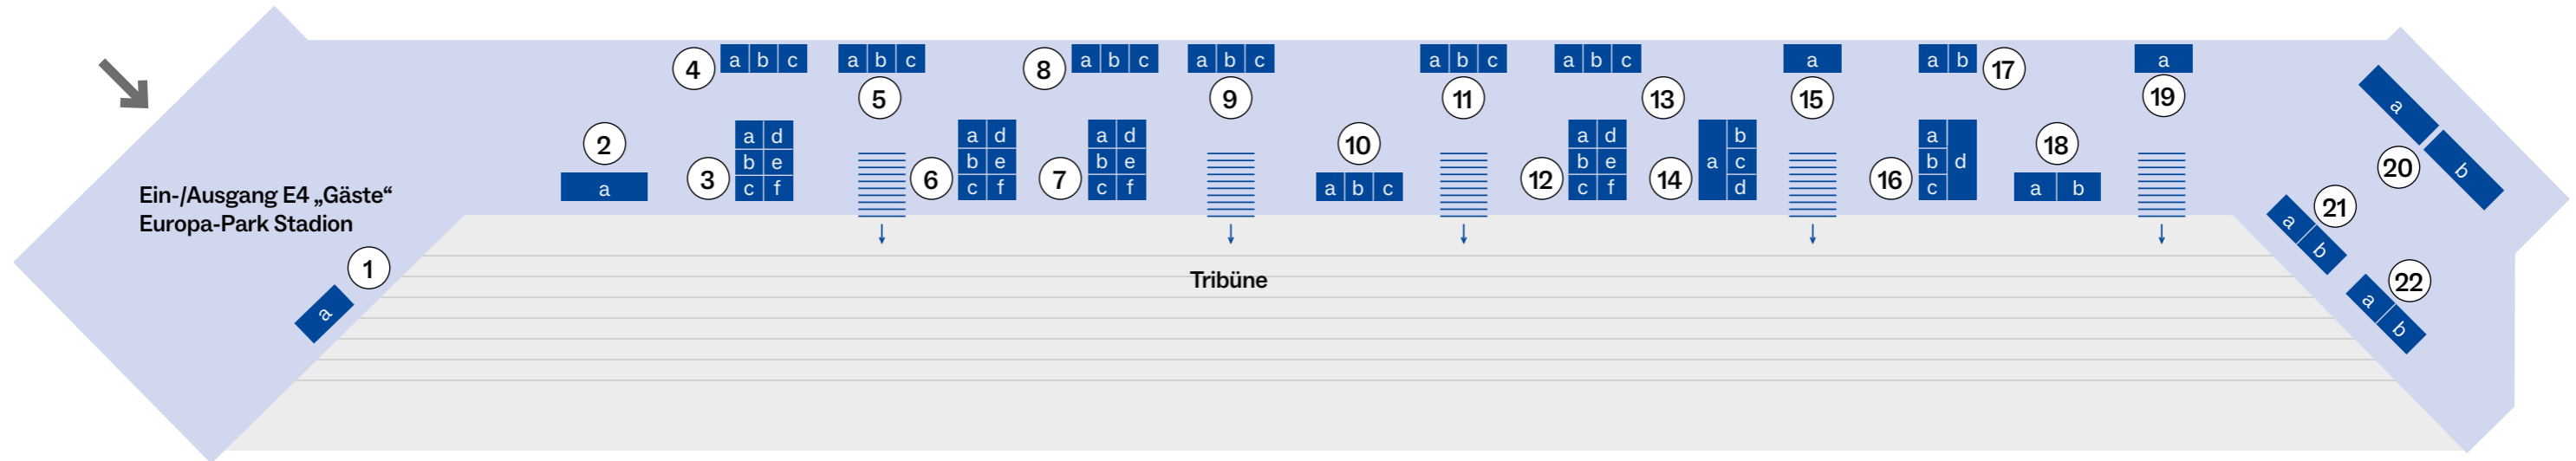 4 a b c
a b c
5
8 a b c
a b c
9
a b c
11
a b c
13
a
15
a b 17
a
19
a
b
20
2
a
3
a d
b e
c f
6
a d
b e
c f
7
a d
b e
c f
10
a b c
12
a d
b e
c f
14
a
b
c
d
16
a
b
c
d
18
a b
21
a
b
22
a
b
Ein-/Ausgang E4 „Gäste“
Europa-Park Stadion
1
a
Tribüne